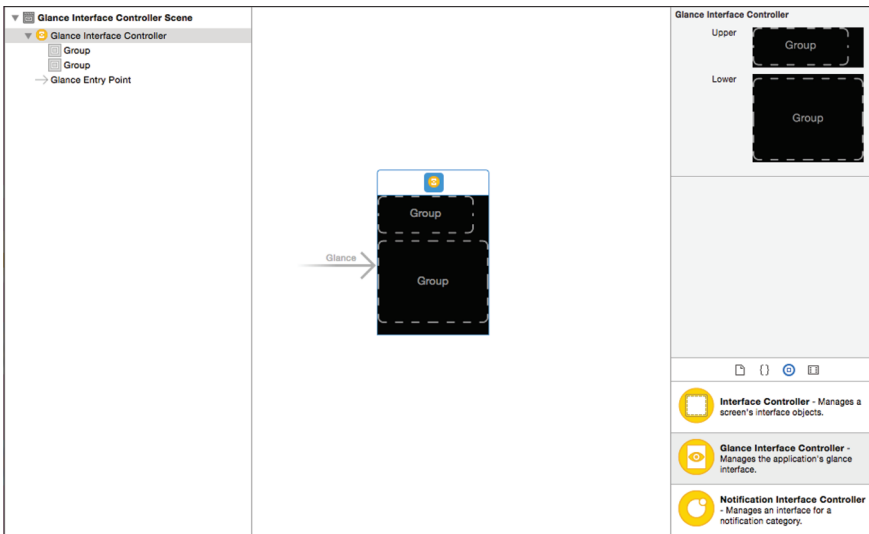 Glance Interface Controller Scene
Glance Interface Controller
Group
Group
Glance Entry Point
Glance
Group
Group
Glance Interface Controller
Upper
Group
Lower
Group
{}
Interface Controller - Manages a
screen's interface objects.
Glance Interface Controller -
Manages the application's glance
interface.
Notification Interface Controller
- Manages an interface for a
notification category.